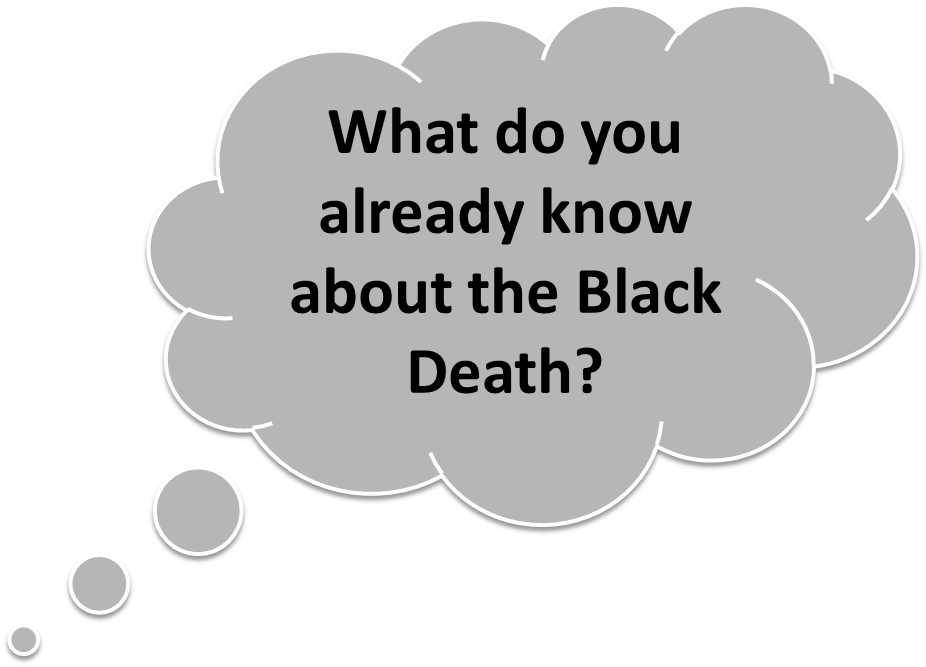 What do you
already know
about the Black
Death?